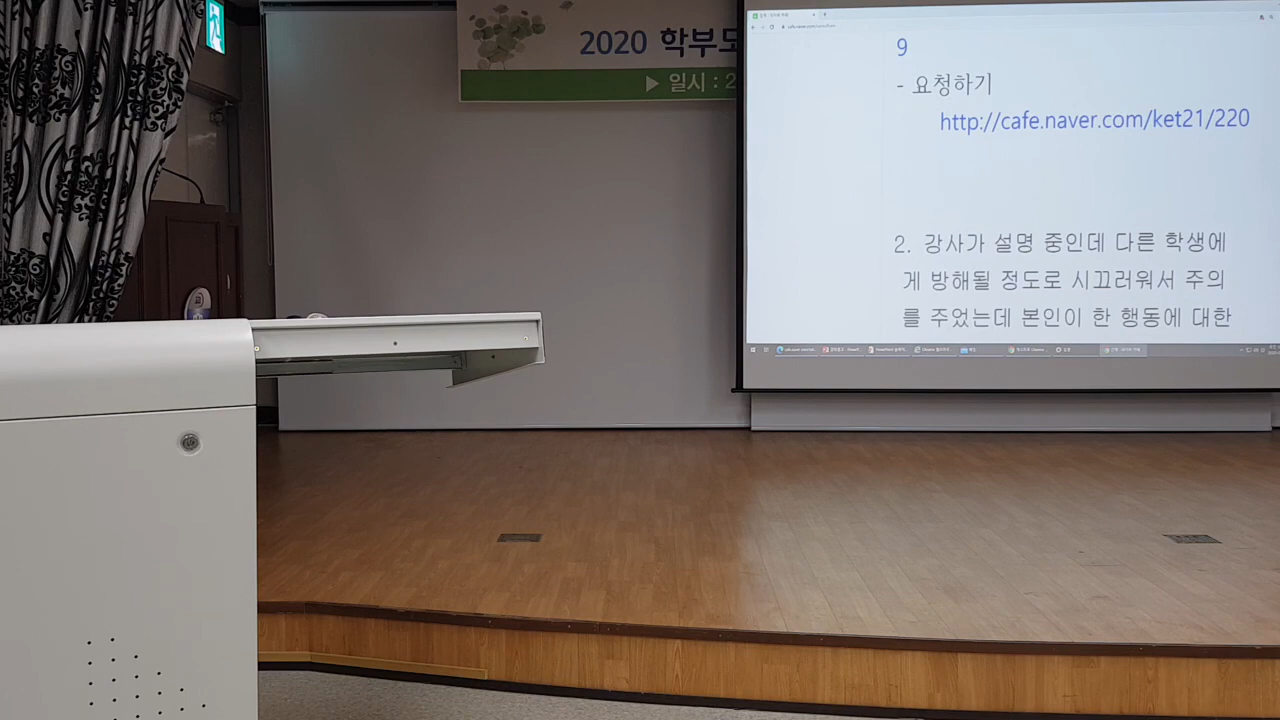 2020 학부모
▶ 일시 : 2
9
- 요청하기
http://cafe.naver.com/ket21/220
2. 강사가 설명 중인데 다른 학생에
게 방해될 정도로 시끄러워서 주의
를 주었는데 본인이 한 행동에 대한